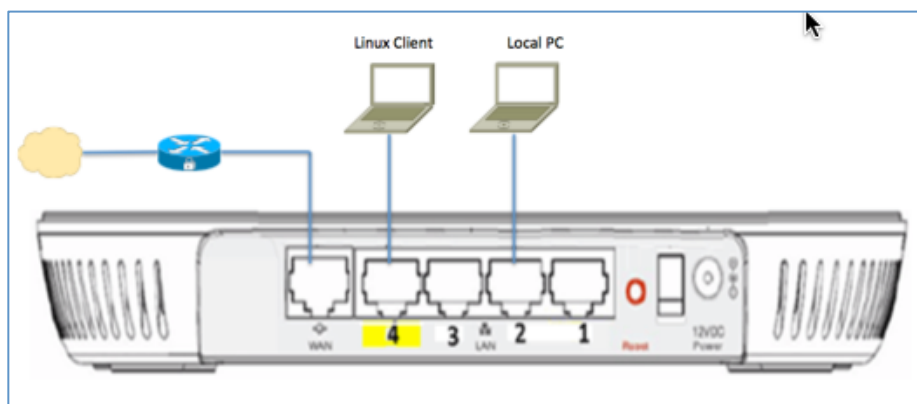 Linux Client
Local PC
4 3 2 1
WAN
LAN
Reset
12VDC
Power